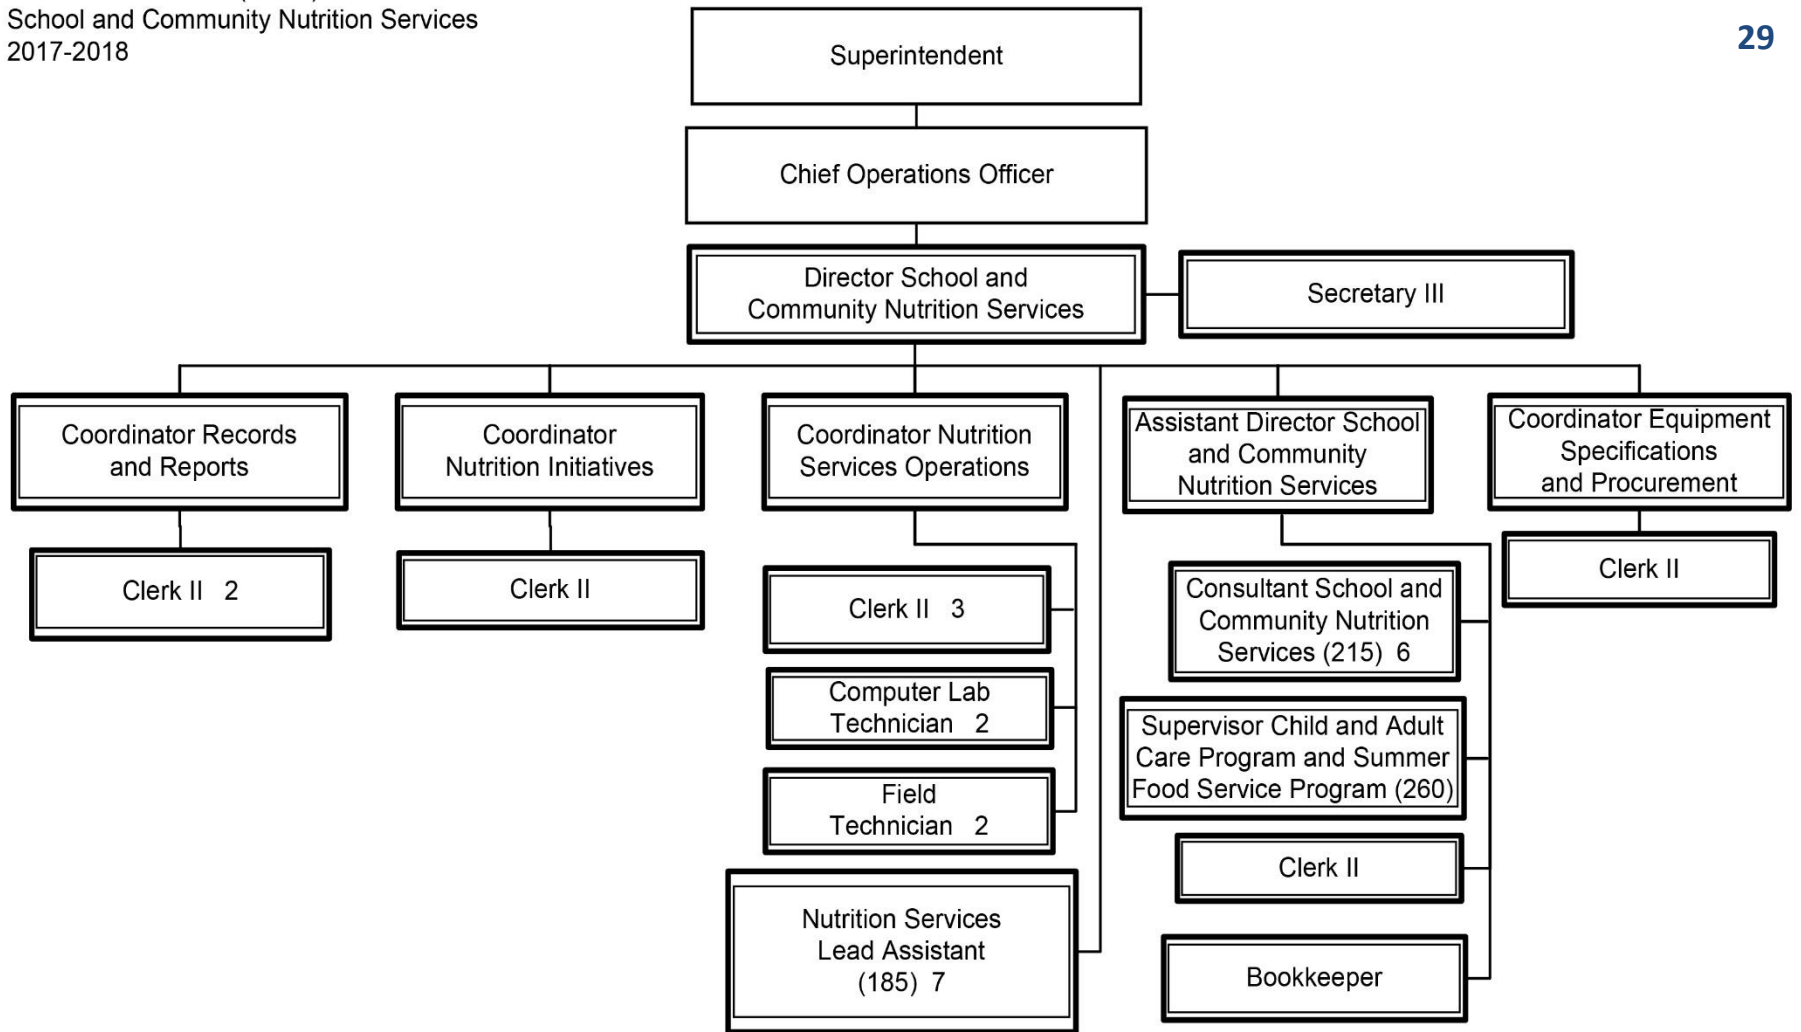 School and Community Nutrition Services
2017-2018
29
Superintendent
Chief Operations Officer
Director School and
Community Nutrition Services
Secretary III
Coordinator Records
and Reports
Coordinator
Nutrition Initiatives
Coordinator Nutrition
Services Operations
Assistant Director School
and Community
Nutrition Services
Coordinator Equipment
Specifications
and Procurement
Clerk II 2
Clerk II
Clerk II 3
Computer Lab
Technician 2
Field
Technician 2
Nutrition Services
Lead Assistant
(185) 7
Consultant School and
Community Nutrition
Services (215) 6
Supervisor Child and Adult
Care Program and Summer
Food Service Program (260)
Clerk II
Bookkeeper
Clerk II